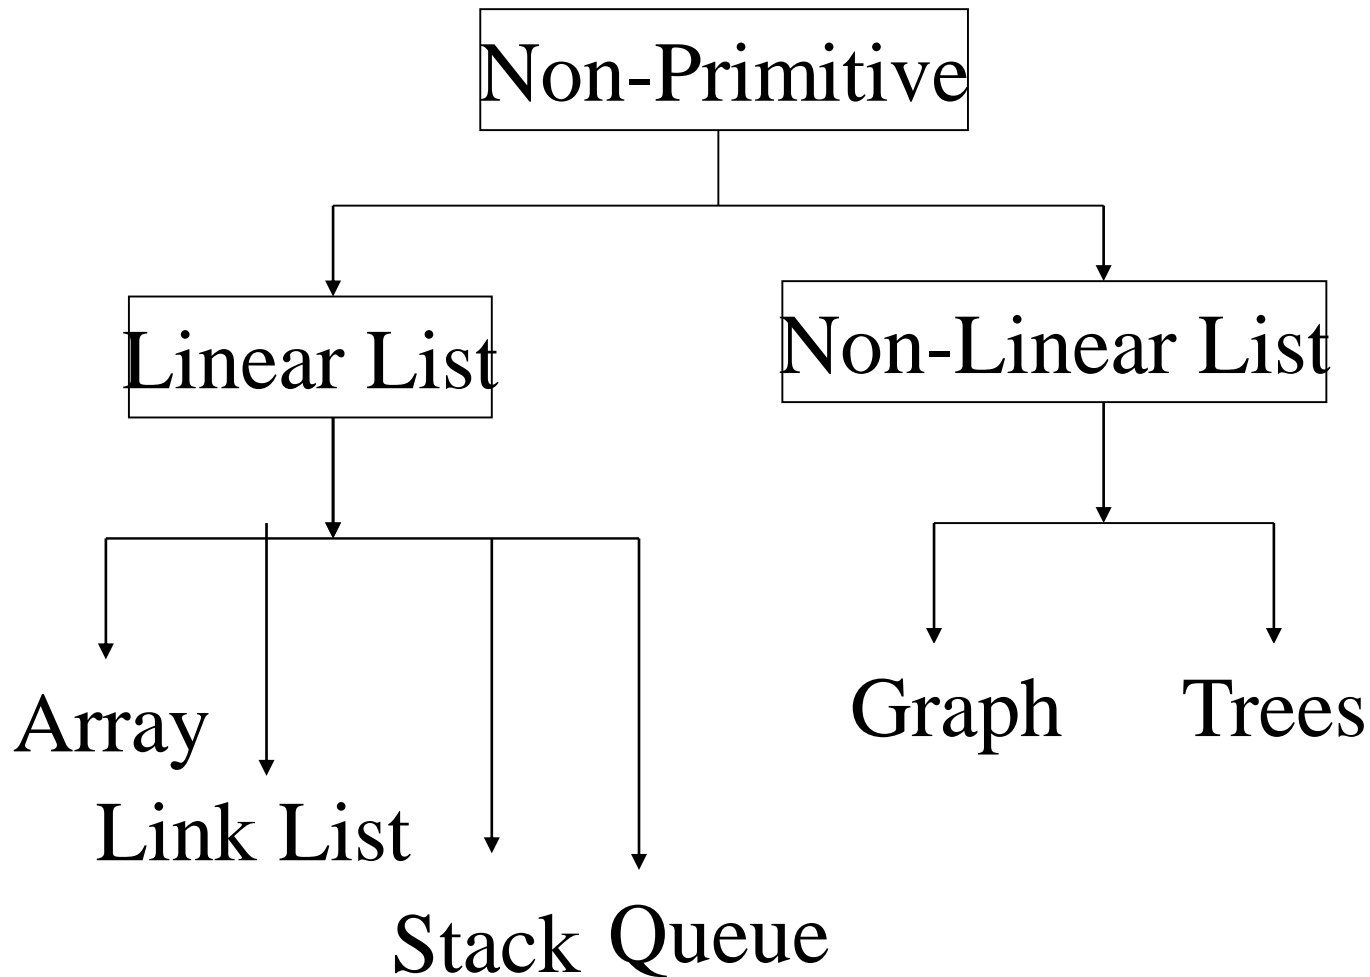 Non-Primitive
Linear List
Non-Linear List
Array
Link List
Stack
Queue
Graph
Trees